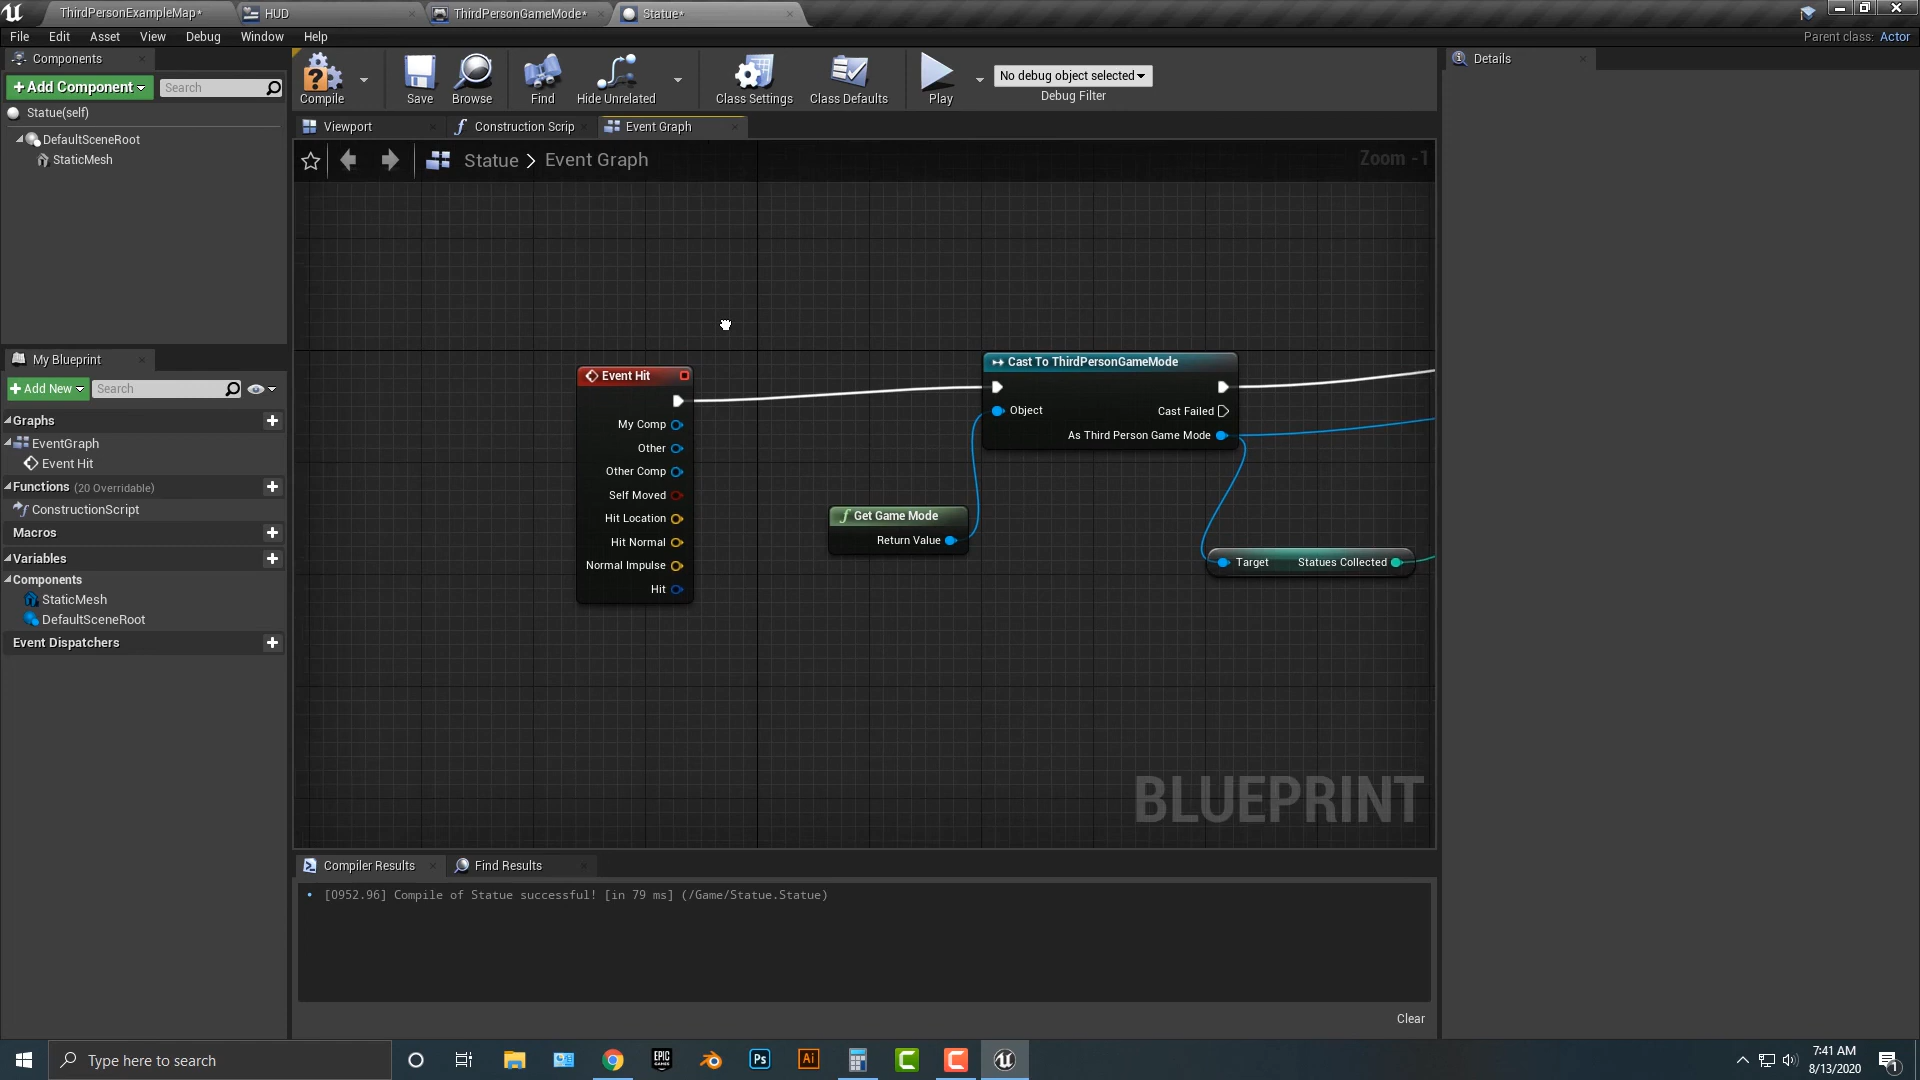 ThirdPersonExampleMap*
HUD
ThirdPersonGameMode*
Statue*
File
Edit
Asset
View
Debug
Window
Help
Parent class: Actor
Components
+Add Component
Search
Statue(self)
DefaultSceneRoot
StaticMesh
Compile
Save
Browse
Find
Hide Unrelated
Class Settings
Class Defaults
Play
No debug object selected
Debug Filter
Details
Viewport
Construction Scrip
Event Graph
Statue > Event Graph
Zoom -1
My Blueprint
+Add New
Search
Graphs
EventGraph
Event Hit
Functions (20 Overridable)
ConstructionScript
Macros
Variables
Components
StaticMesh
DefaultSceneRoot
Event Dispatchers
Event Hit
My Comp
Other
Other Comp
Self Moved
Hit Location
Hit Normal
Normal Impulse
Hit
Get Game Mode
Return Value
Cast To ThirdPersonGameMode
Object
Cast Failed
As Third Person Game Mode
Target
Statues Collected
BLUEPRINT
Compiler Results
Find Results
[0952.96] Compile of Statue successful! [in 79 ms] (/Game/Statue.Statue)
Clear
Type here to search
EPIC
GAMES
Ps
Ai
7:41 AM
8/13/2020
1